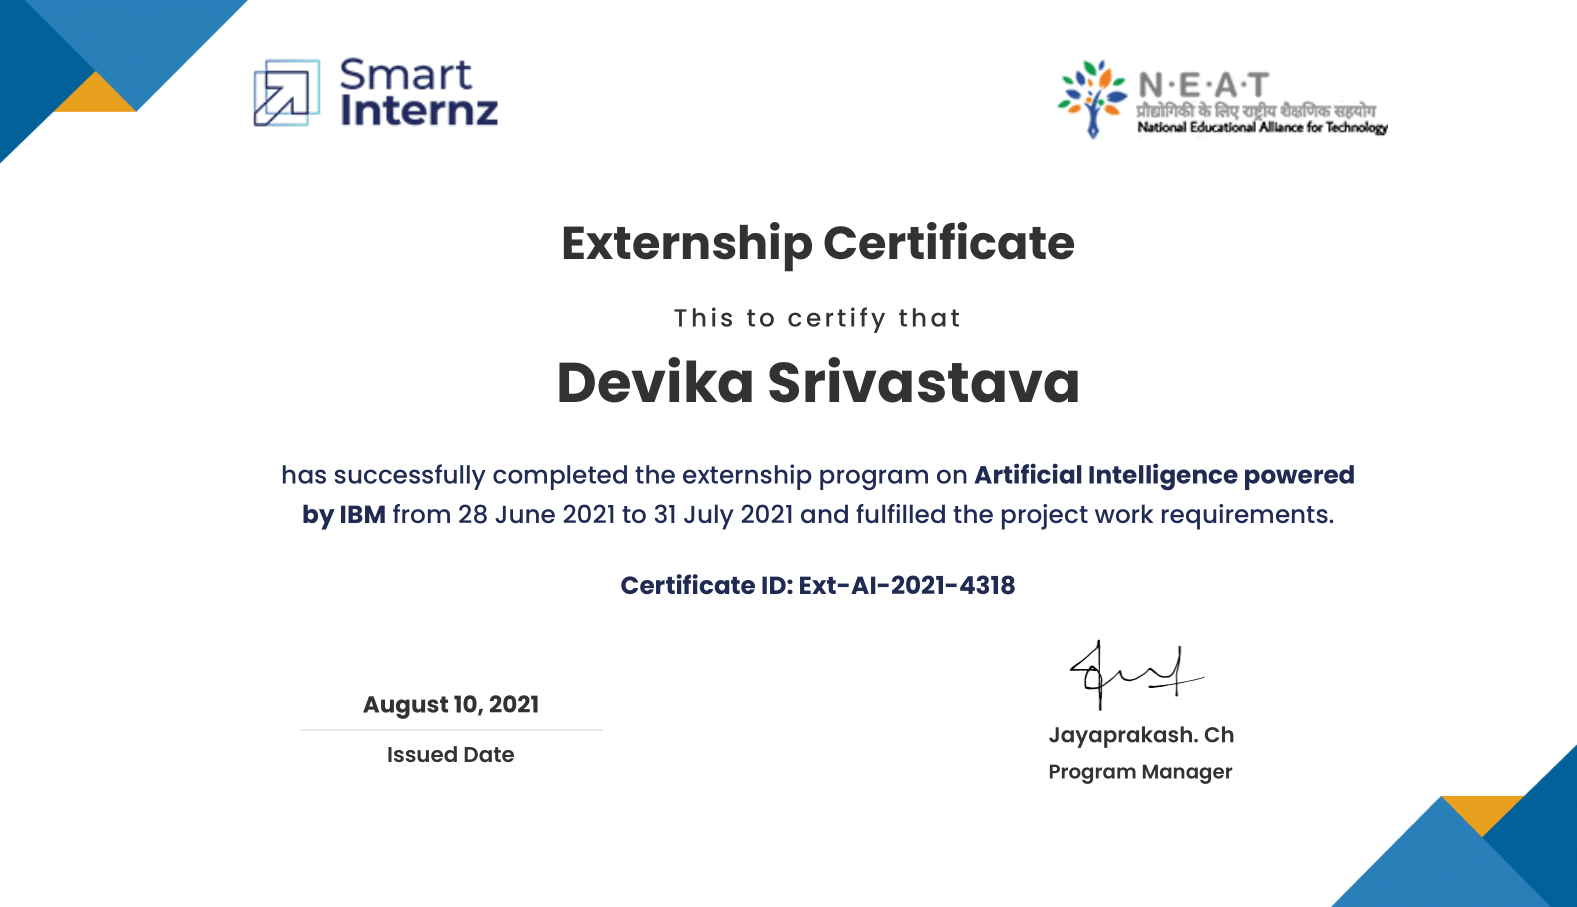 Smart
Internz
N·E·A·T
प्रौद्योगिकी के लिए राष्ट्रीय शैक्षणिक सहयोग
National Educational Alliance for Technology
Externship Certificate
This to certify that
Devika Srivastava
has successfully completed the externship program on Artificial Intelligence powered
by IBM from 28 June 2021 to 31 July 2021 and fulfilled the project work requirements.
Certificate ID: Ext-AI-2021-4318
August 10, 2021
Issued Date
Jayaprakash. Ch
Program Manager